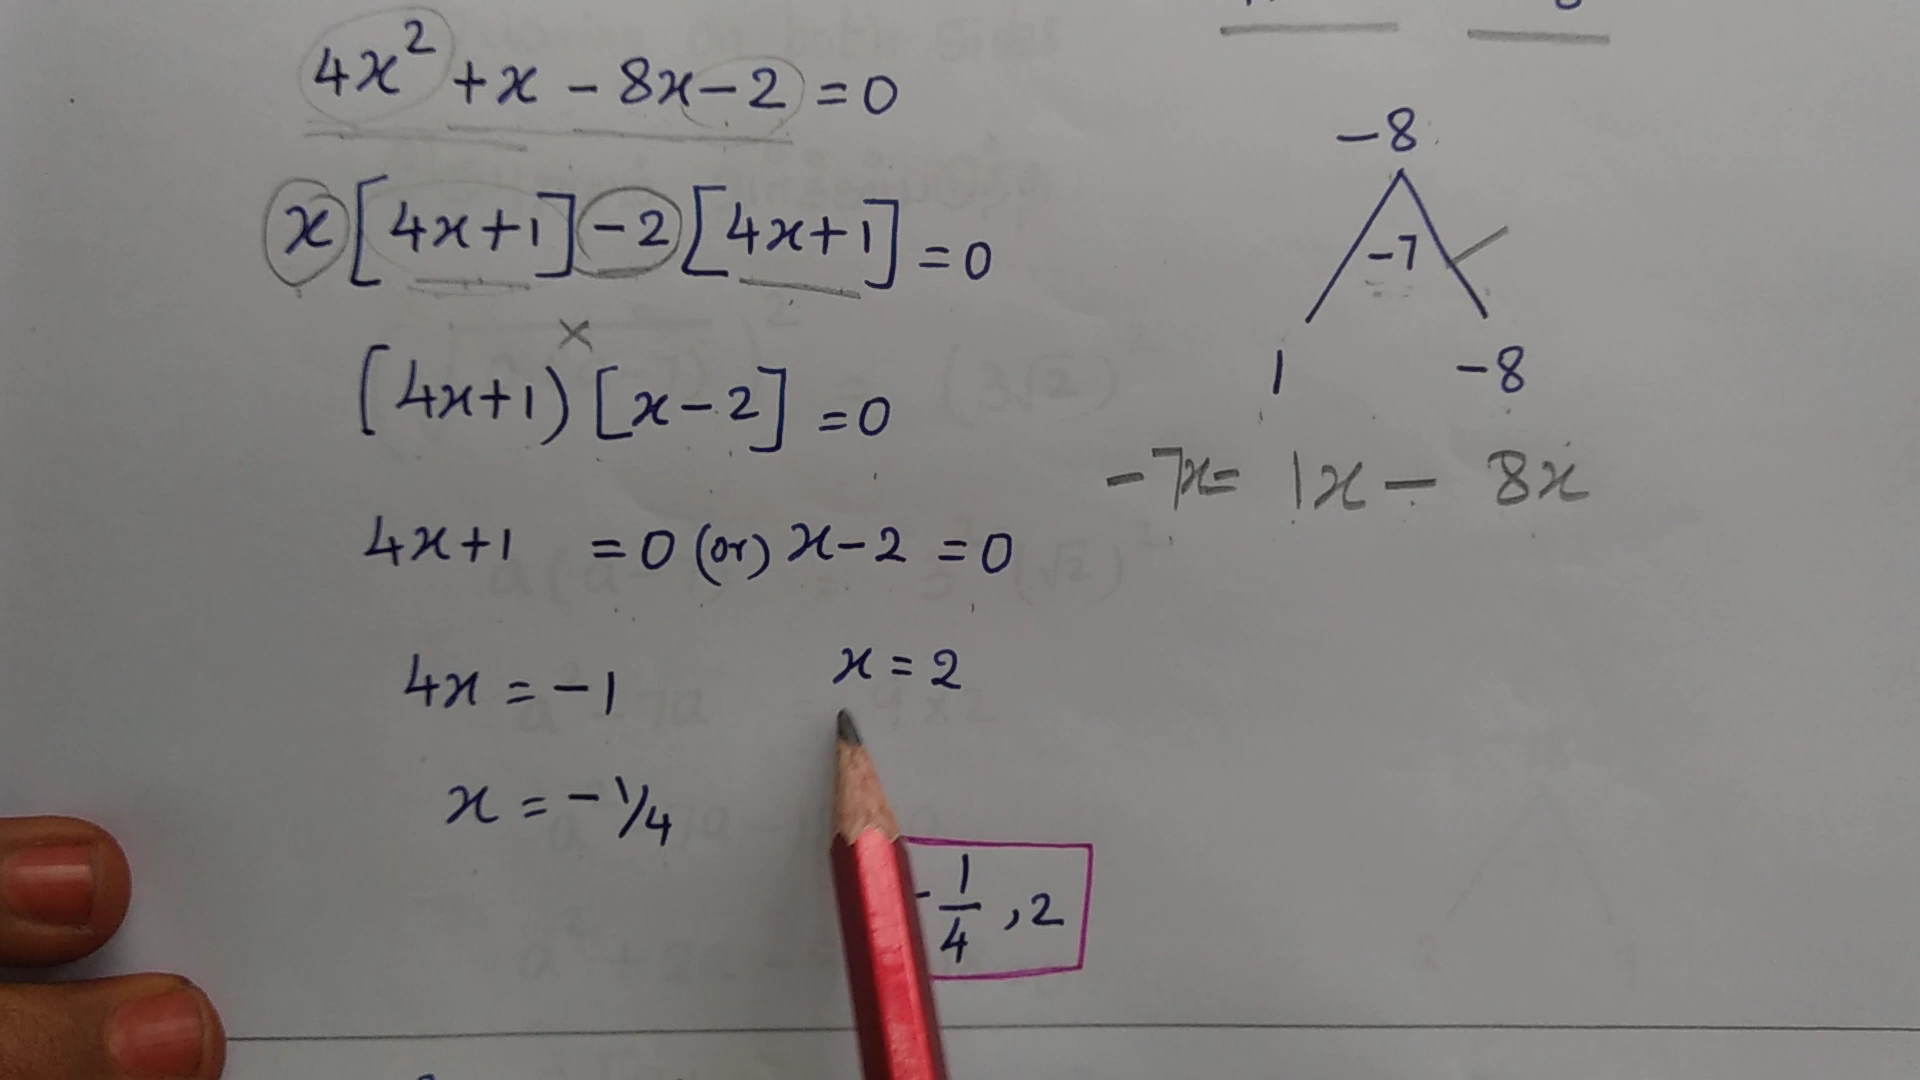 4x² + x - 8x - 2 = 0
x[4x+1] -2 [4x+1] = 0
(4x+1) [x-2] = 0
4x+1 = 0 (or) x-2 = 0
4x = -1 x = 2
x = -1/4
-1/4 , 2
-8
-7
1 -8
-7x = 1x - 8x